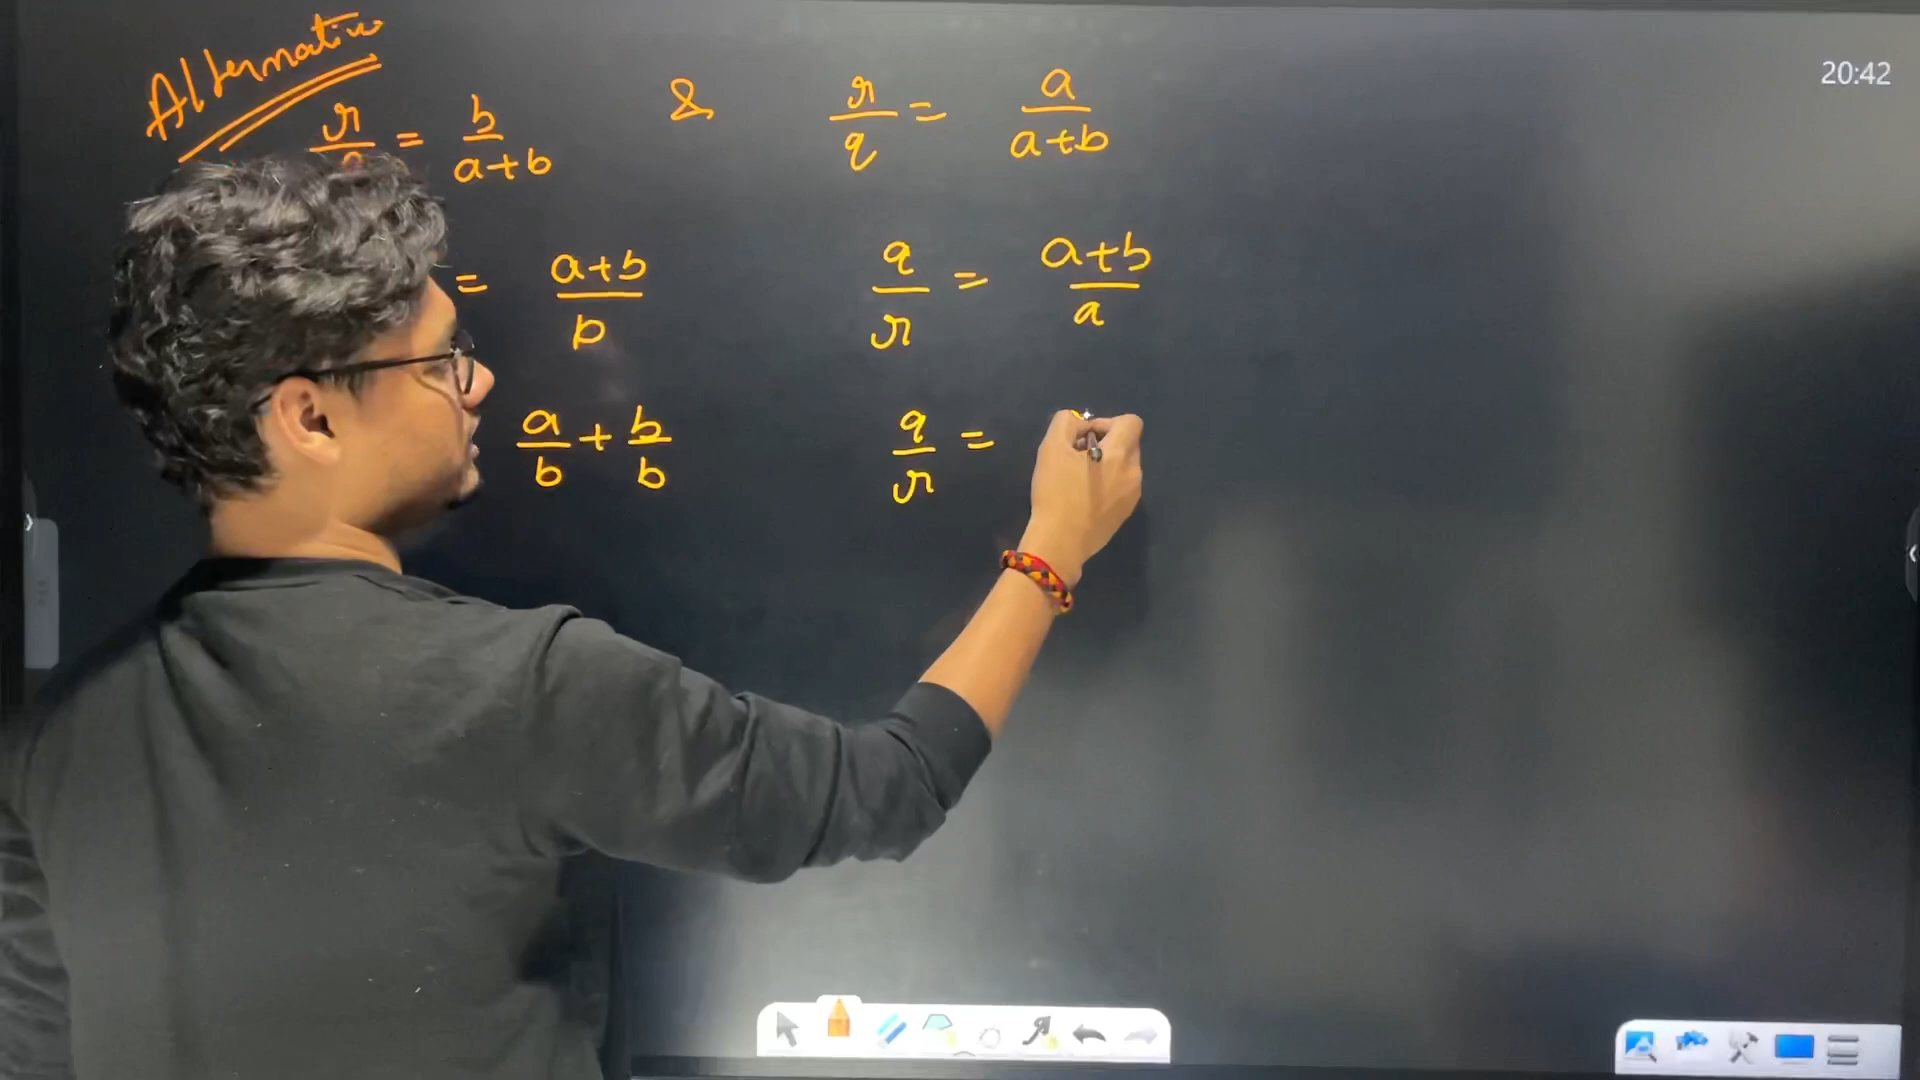 Alternative
r = b/(a+b) & r/q = a/(a+b)
= (a+b)/b q/r = (a+b)/a
a/b + b/b q/r =
20:42